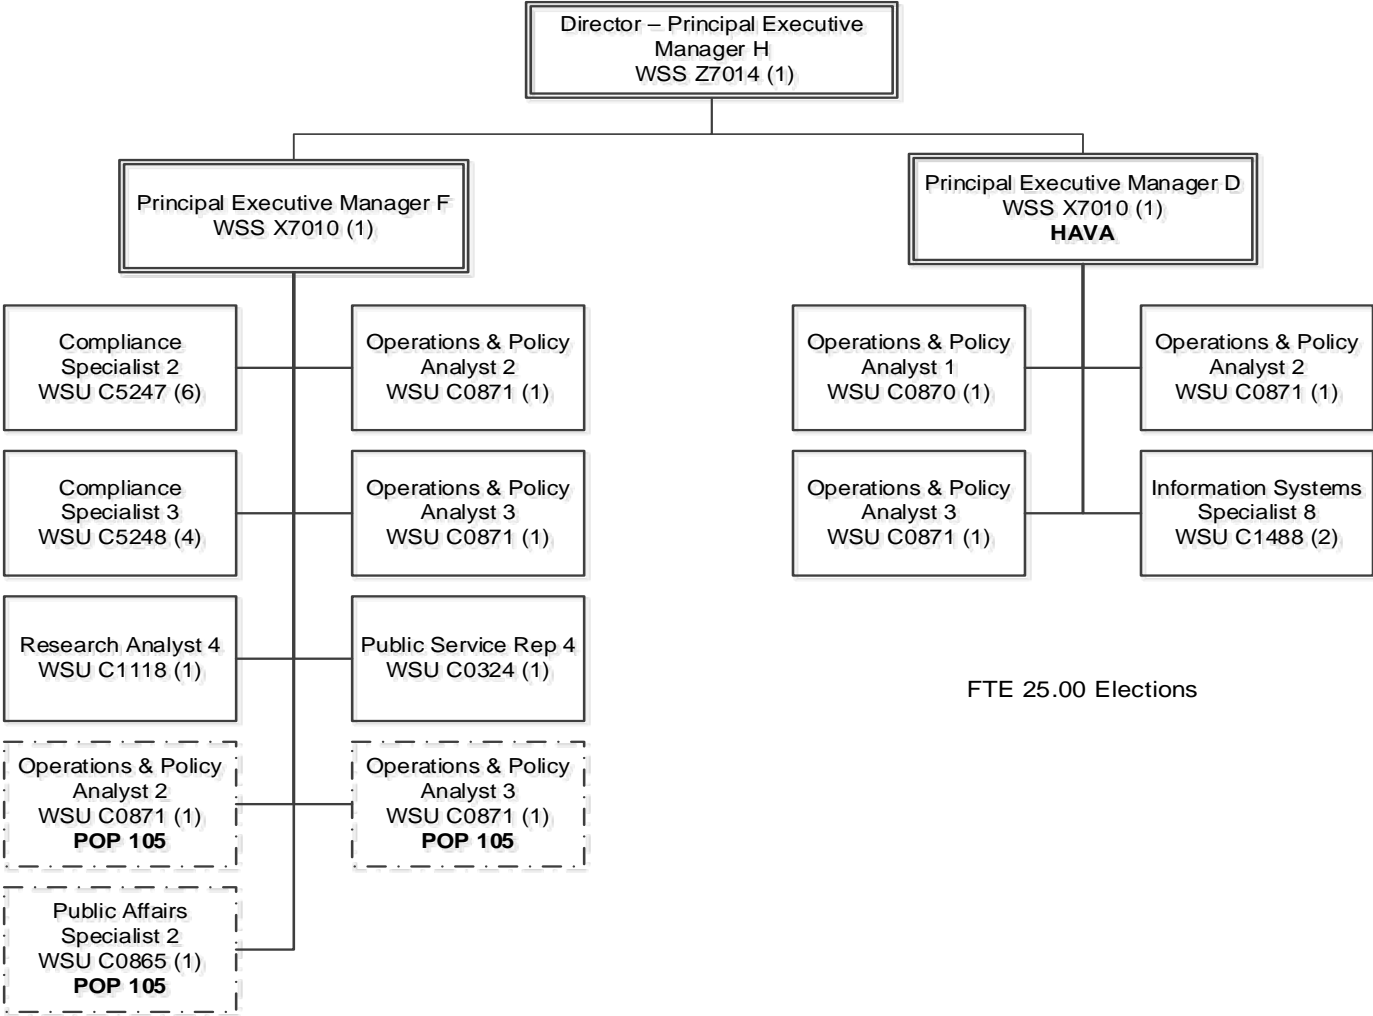 Director – Principal Executive
Manager H
WSS Z7014 (1)
Principal Executive Manager F
WSS X7010 (1)
Principal Executive Manager D
WSS X7010 (1)
HAVA
Compliance
Specialist 2
WSU C5247 (6)
Operations & Policy
Analyst 2
WSU C0871 (1)
Operations & Policy
Analyst 1
WSU C0870 (1)
Operations & Policy
Analyst 2
WSU C0871 (1)
Compliance
Specialist 3
WSU C5248 (4)
Operations & Policy
Analyst 3
WSU C0871 (1)
Operations & Policy
Analyst 3
WSU C0871 (1)
Information Systems
Specialist 8
WSU C1488 (2)
Research Analyst 4
WSU C1118 (1)
Public Service Rep 4
WSU C0324 (1)
FTE 25.00 Elections
Operations & Policy
Analyst 2
WSU C0871 (1)
POP 105
Operations & Policy
Analyst 3
WSU C0871 (1)
POP 105
Public Affairs
Specialist 2
WSU C0865 (1)
POP 105